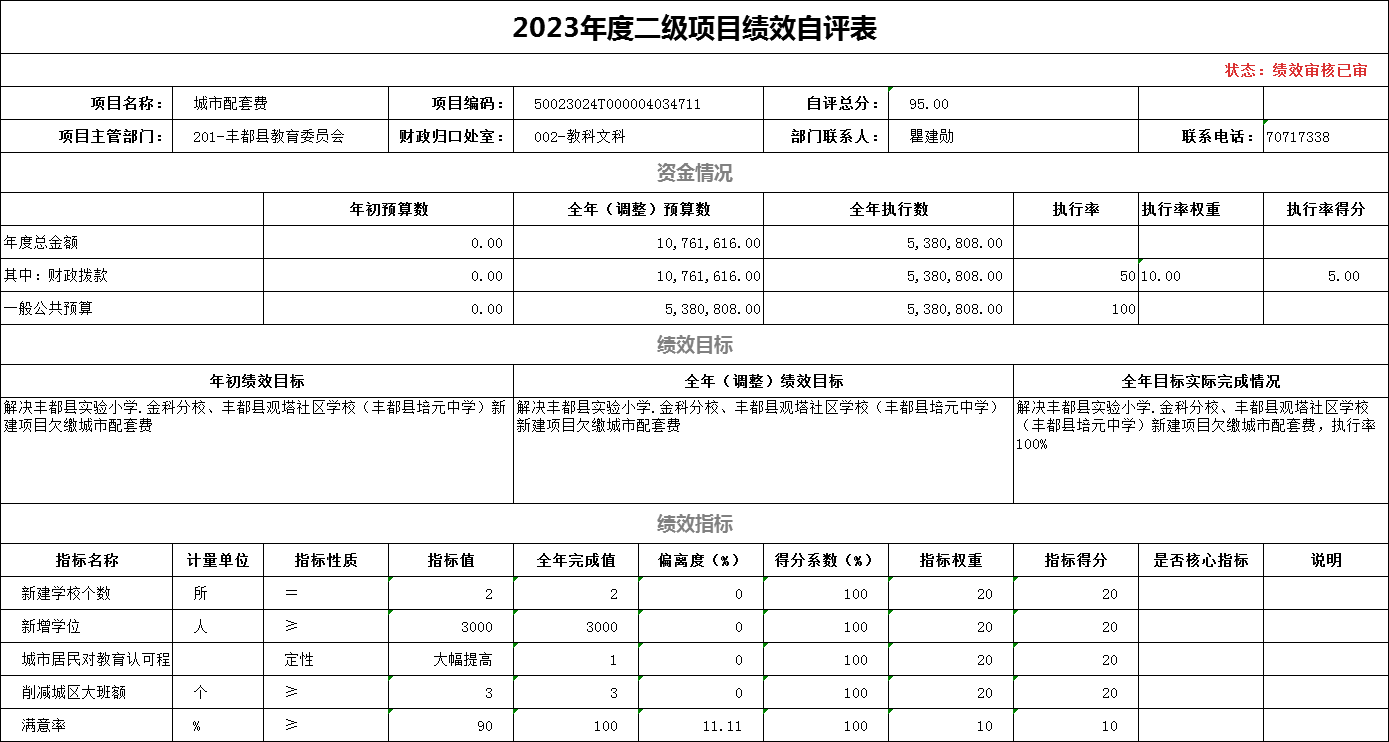 2023年度二级项目绩效自评表
状态：绩效审核已审
项目名称： 城市配套费 项目编码： 50023024T000004034711 自评总分： 95.00
项目主管部门： 201-丰都县教育委员会 财政归口处室： 002-教科文科 部门联系人： 瞿建勋 联系电话： 70717338
资金情况
年初预算数 全年（调整）预算数 全年执行数 执行率 执行率权重 执行率得分
年度总金额 0.00 10,761,616.00 5,380,808.00
其中：财政拨款 0.00 10,761,616.00 5,380,808.00 50 10.00 5.00
一般公共预算 0.00 5,380,808.00 5,380,808.00 100
绩效目标
年初绩效目标 全年（调整）绩效目标 全年目标实际完成情况
解决丰都县实验小学.金科分校、丰都县观塔社区学校（丰都县培元中学）新
建项目欠缴城市配套费
解决丰都县实验小学.金科分校、丰都县观塔社区学校（丰都县培元中学）
新建项目欠缴城市配套费
解决丰都县实验小学.金科分校、丰都县观塔社区学校
（丰都县培元中学）新建项目欠缴城市配套费，执行率
100%
绩效指标
指标名称 计量单位 指标性质 指标值 全年完成值 偏离度（%） 得分系数（%） 指标权重 指标得分 是否核心指标 说明
新建学校个数 所 ＝ 2 2 0 100 20 20
新增学位 人 ≥ 3000 3000 0 100 20 20
城市居民对教育认可程 定性 大幅提高 1 0 100 20 20
削减城区大班额 个 ≥ 3 3 0 100 20 20
满意率 % ≥ 90 100 11.11 100 10 10